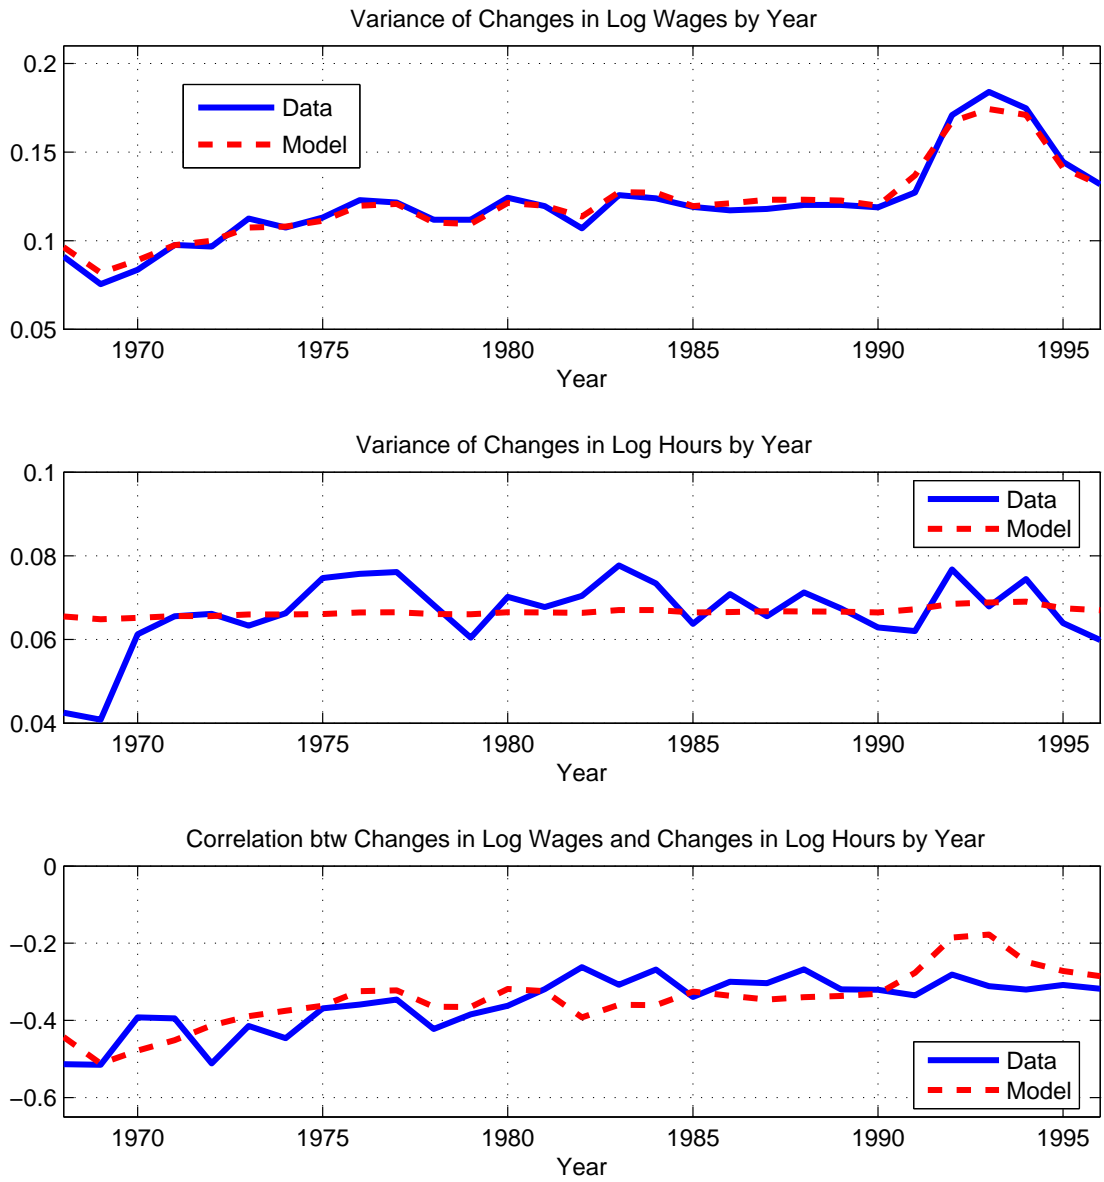 Variance of Changes in Log Wages by Year
0.2
0.15
0.1
0.05
Data
Model
1970 1975 1980 1985 1990 1995
Year
Variance of Changes in Log Hours by Year
0.1
0.08
0.06
0.04
Data
Model
1970 1975 1980 1985 1990 1995
Year
Correlation btw Changes in Log Wages and Changes in Log Hours by Year
0
−0.2
−0.4
−0.6
Data
Model
1970 1975 1980 1985 1990 1995
Year